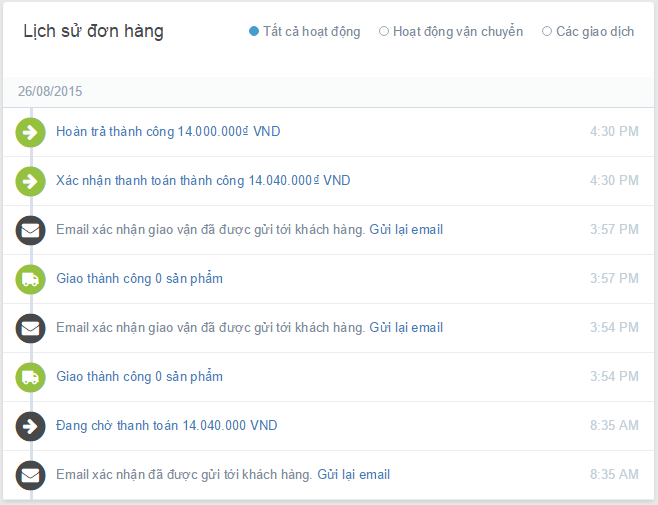 Lịch sử đơn hàng
Tất cả hoạt động Hoạt động vận chuyển Các giao dịch
26/08/2015
Hoàn trả thành công 14.000.000₫ VND 4:30 PM
Xác nhận thanh toán thành công 14.040.000₫ VND 4:30 PM
Email xác nhận giao vận đã được gửi tới khách hàng. Gửi lại email 3:57 PM
Giao thành công 0 sản phẩm 3:57 PM
Email xác nhận giao vận đã được gửi tới khách hàng. Gửi lại email 3:54 PM
Giao thành công 0 sản phẩm 3:54 PM
Đang chờ thanh toán 14.040.000 VND 8:35 AM
Email xác nhận đã được gửi tới khách hàng. Gửi lại email 8:35 AM